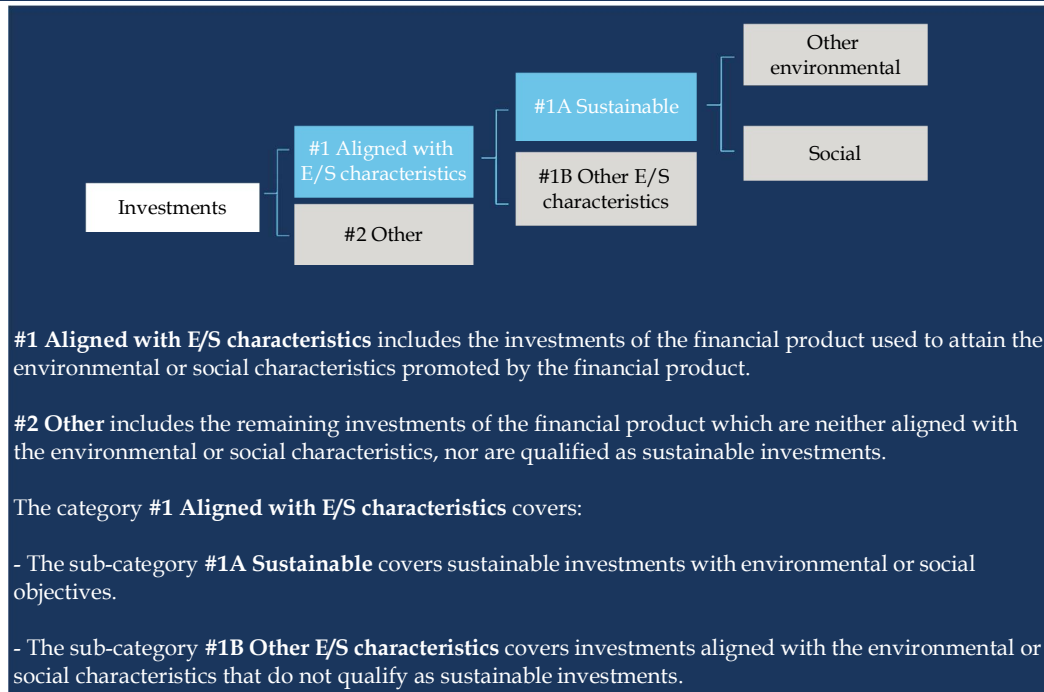 Other
environmental
#1A Sustainable
#1 Aligned with
E/S characteristics
Social
#1B Other E/S
characteristics
Investments
#2 Other
#1 Aligned with E/S characteristics includes the investments of the financial product used to attain the
environmental or social characteristics promoted by the financial product.
#2 Other includes the remaining investments of the financial product which are neither aligned with
the environmental or social characteristics, nor are qualified as sustainable investments.
The category #1 Aligned with E/S characteristics covers:
- The sub-category #1A Sustainable covers sustainable investments with environmental or social
objectives.
- The sub-category #1B Other E/S characteristics covers investments aligned with the environmental or
social characteristics that do not qualify as sustainable investments.